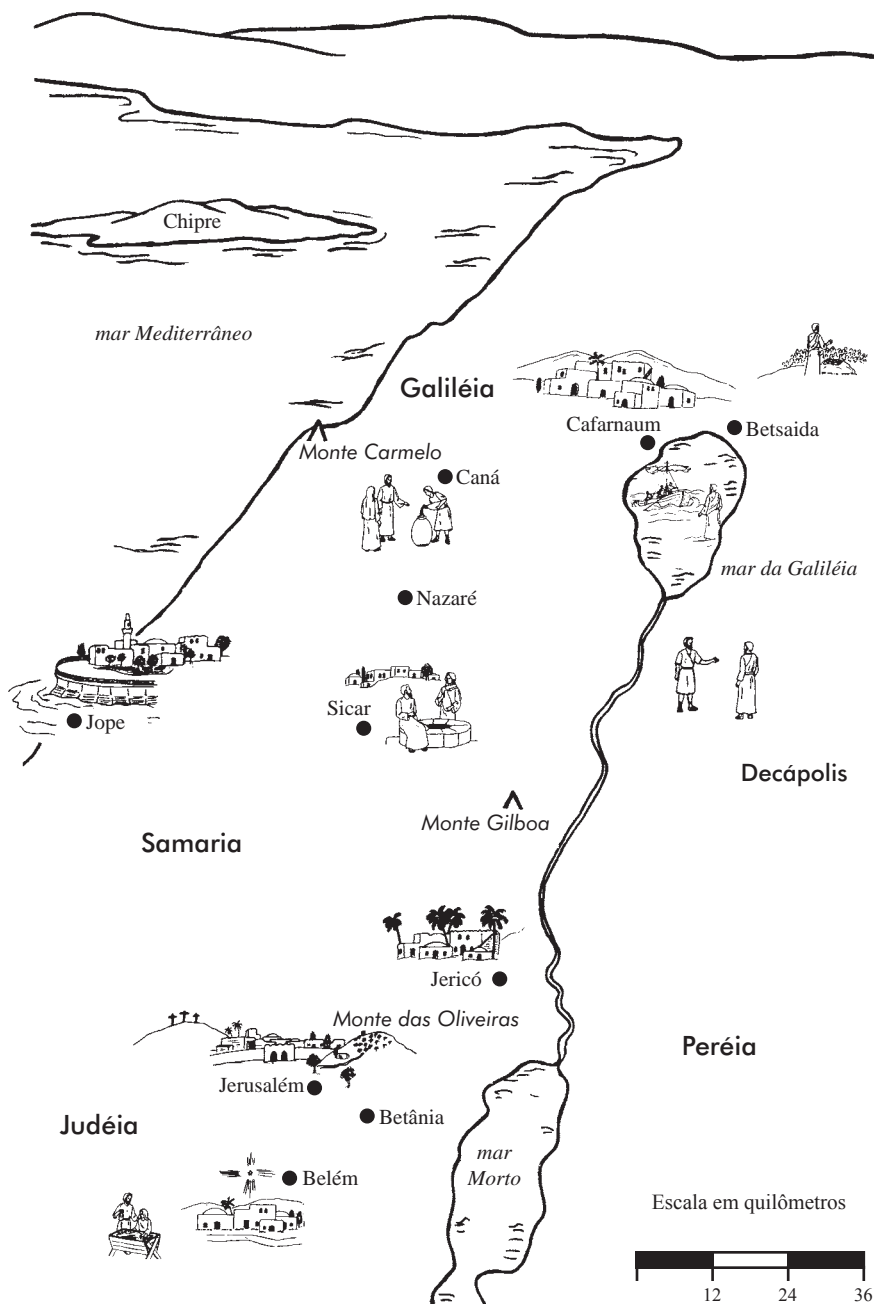 Chipre
mar Mediterrâneo
Galiléia
Cafarnaum
Betsaida
Monte Carmelo
Caná
mar da Galiléia
Nazaré
Sicar
Jope
Decápolis
Monte Gilboa
Samaria
Jericó
Monte das Oliveiras
Peréia
Jerusalém
Betânia
Judéia
mar
Morto
Belém
Escala em quilômetros
12 24 36